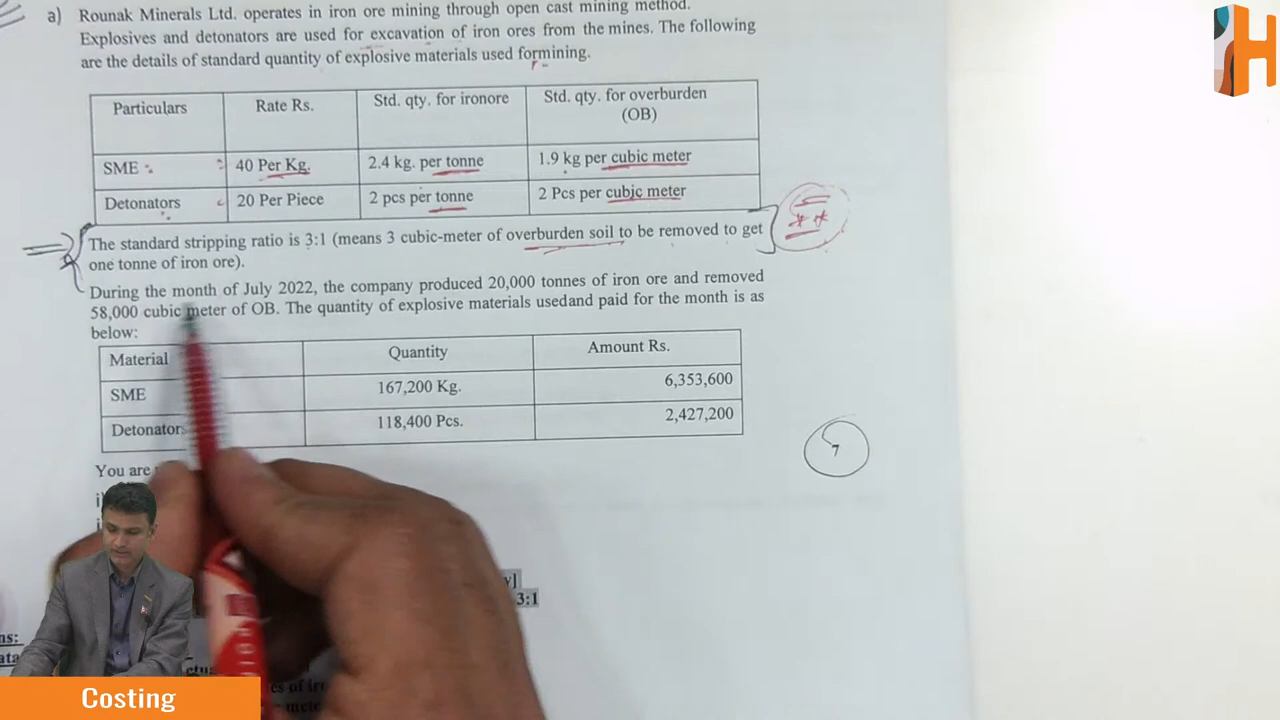 a) Rounak Minerals Ltd. operates in iron ore mining through open cast mining method.
Explosives and detonators are used for excavation of iron ores from the mines. The following
are the details of standard quantity of explosive materials used formining.
Particulars Rate Rs. Std. qty. for ironore Std. qty. for overburden
(OB)
SME 40 Per Kg. 2.4 kg. per tonne 1.9 kg per cubic meter
Detonators 20 Per Piece 2 pcs per tonne 2 Pcs per cubic meter
The standard stripping ratio is 3:1 (means 3 cubic-meter of overburden soil to be removed to get
one tonne of iron ore).
During the month of July 2022, the company produced 20,000 tonnes of iron ore and removed
58,000 cubic meter of OB. The quantity of explosive materials usedand paid for the month is as
below:
Material Quantity Amount Rs.
SME 167,200 Kg. 6,353,600
Detonator 118,400 Pcs. 2,427,200
7
You are
3:1
Costing
H